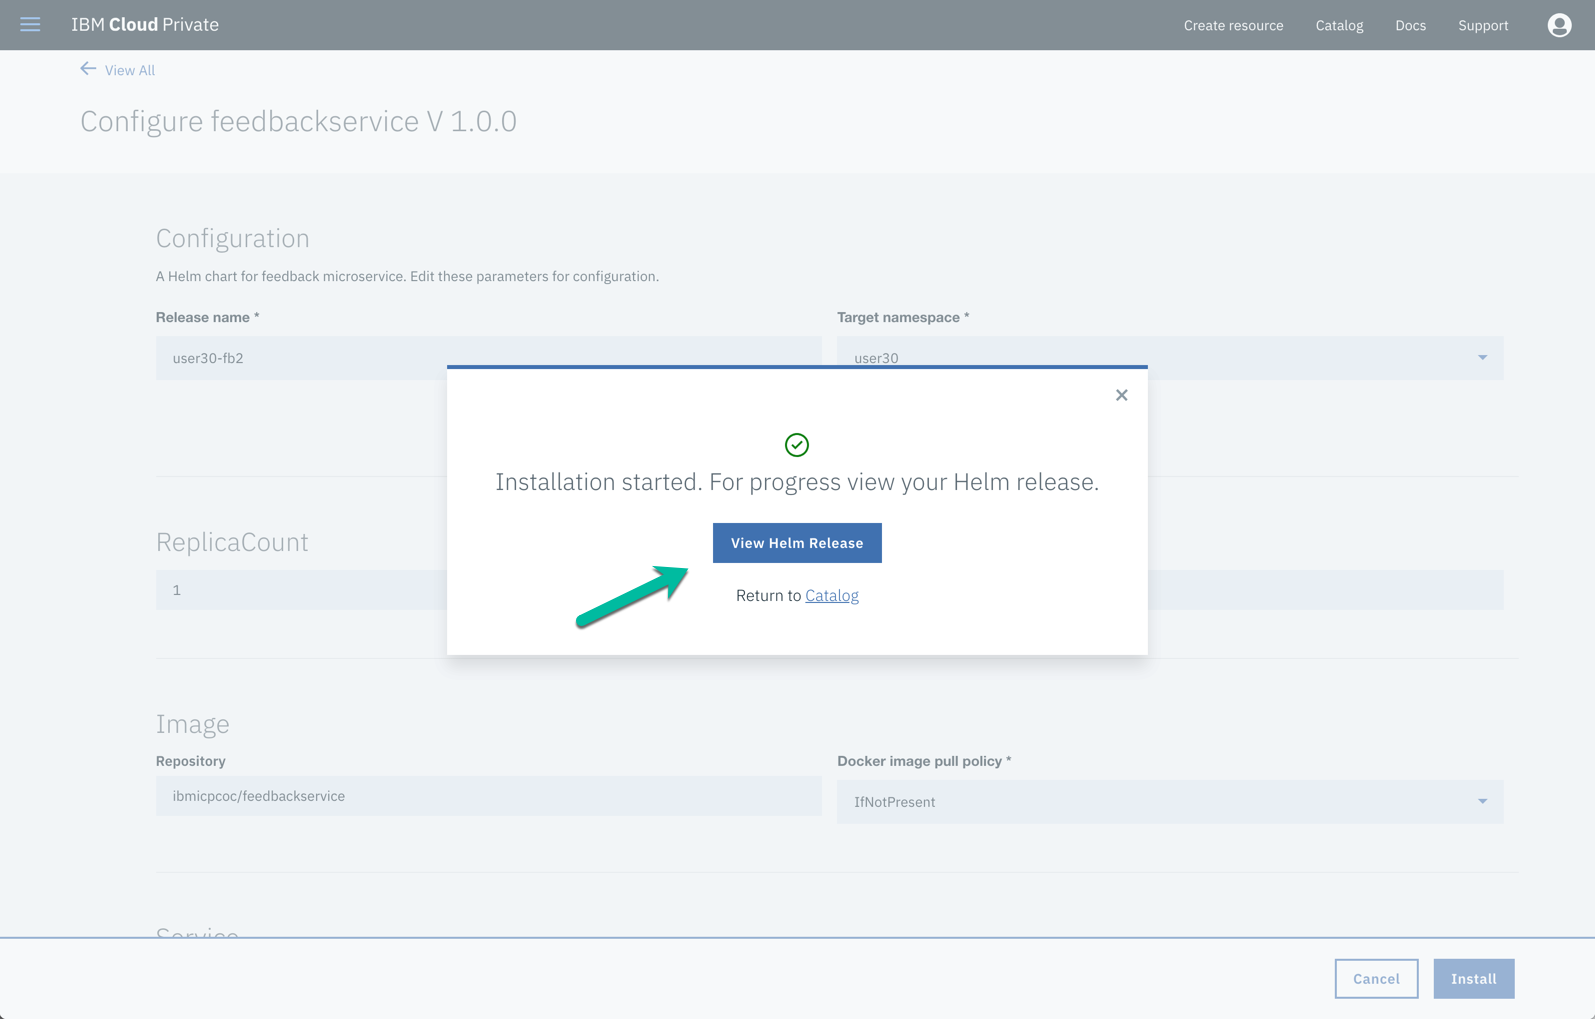 IBM Cloud Private
Create resource
Catalog
Docs
Support
View All
Configure feedbackservice V 1.0.0
Configuration
A Helm chart for feedback microservice. Edit these parameters for configuration.
Release name *
Target namespace *
user30-fb2
user30
Installation started. For progress view your Helm release.
View Helm Release
Return to Catalog
ReplicaCount
1
Image
Repository
Docker image pull policy *
ibmicpcoc/feedbackservice
IfNotPresent
Service
Cancel
Install